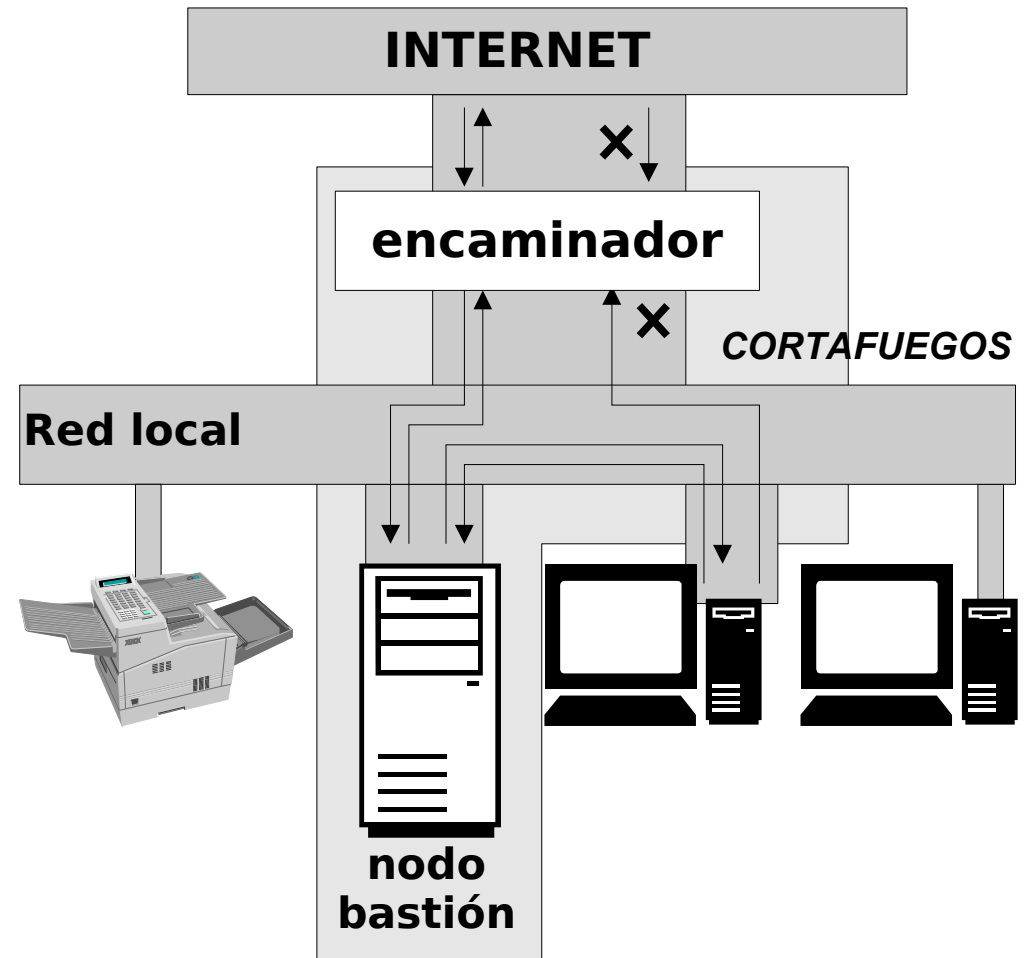 INTERNET
encaminador
CORTAFUEGOS
Red local
nodo
bastión